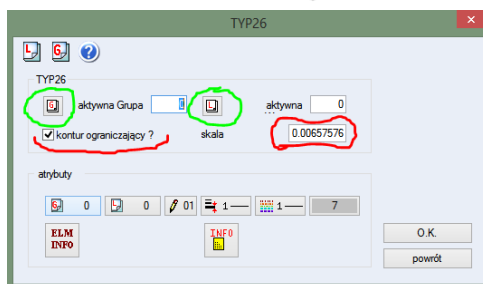 TYP26
L G ?
TYP26
G aktywna Grupa 0 L aktywna 0
kontur ograniczający ? skala 0.00657576
atrybuty
G 0 0 01 1 1 7
ELM INFO
INFO
O.K.
powrót